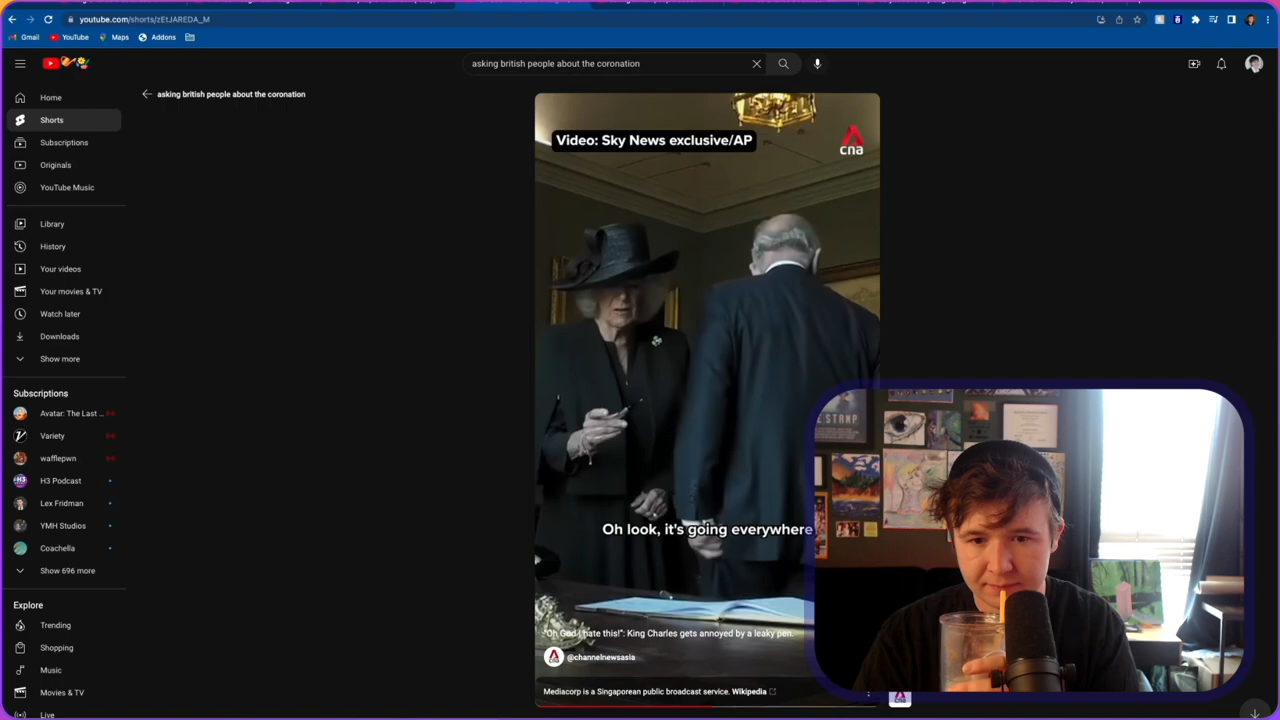 youtube.com/shorts/zEtJAREDA_M
Gmail
YouTube
Maps
Addons
asking british people about the coronation
asking british people about the coronation
Home
Shorts
Subscriptions
Originals
YouTube Music
Library
History
Your videos
Your movies & TV
Watch later
Downloads
Show more
Subscriptions
Avatar: The Last ...
Variety
wafflepwn
H3 Podcast
Lex Fridman
YMH Studios
Coachella
Show 696 more
Explore
Trending
Shopping
Music
Movies & TV
Live
Video: Sky News exclusive/AP
cna
Oh look, it's going everywhere
"Oh God I hate this!": King Charles gets annoyed by a leaky pen.
@channelnewsasia
Mediacorp is a Singaporean public broadcast service. Wikipedia
E STAMP